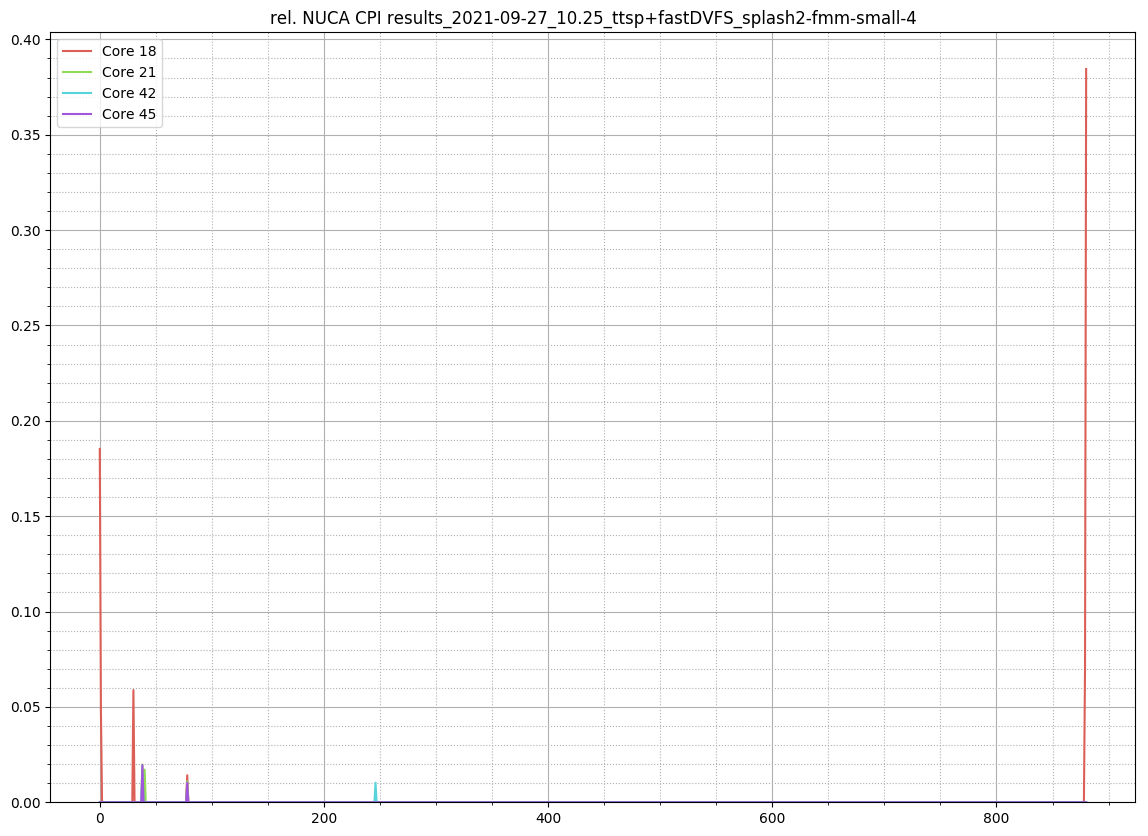 rel. NUCA CPI results_2021-09-27_10.25_ttsp+fastDVFS_splash2-fmm-small-4
0.40
Core 18
Core 21
Core 42
Core 45
0.35
0.30
0.25
0.20
0.15
0.10
0.05
0.00
0 200 400 600 800